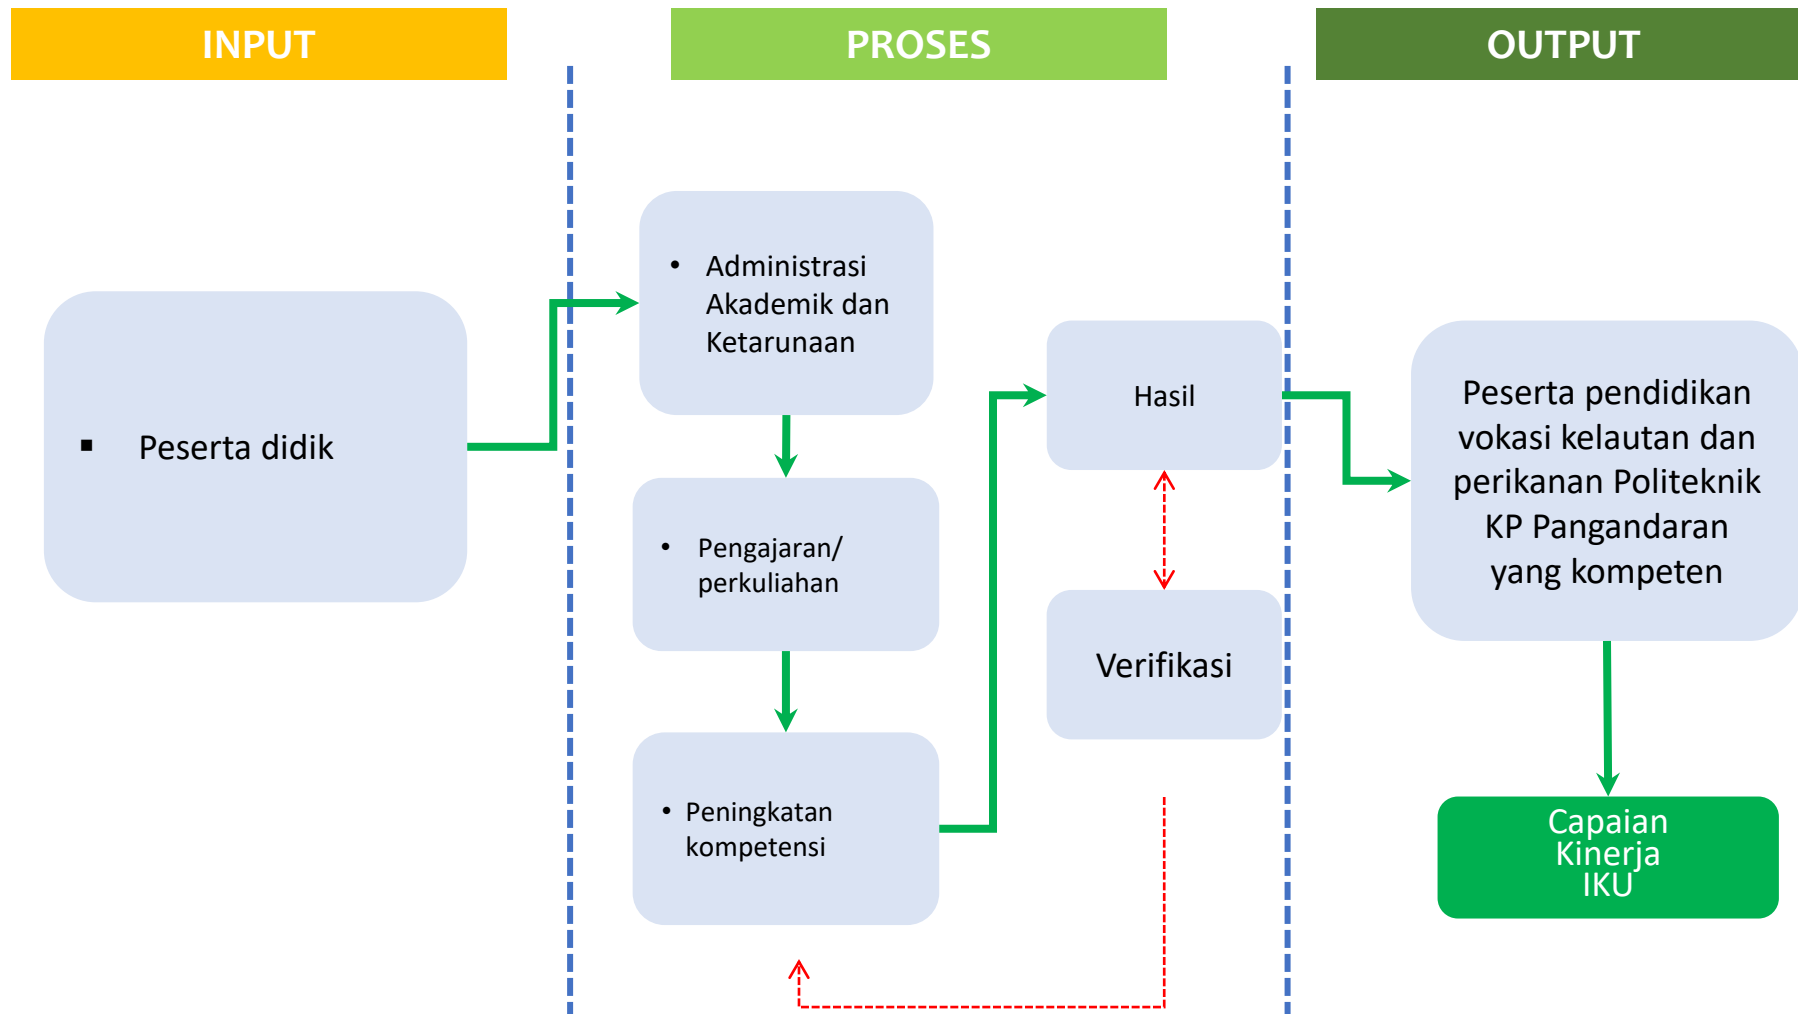 INPUT
PROSES
OUTPUT
▪ Peserta didik
• Administrasi
Akademik dan
Ketarunaan
• Pengajaran/
perkuliahan
• Peningkatan
kompetensi
Hasil
Verifikasi
Peserta pendidikan
vokasi kelautan dan
perikanan Politeknik
KP Pangandaran
yang kompeten
Capaian
Kinerja
IKU